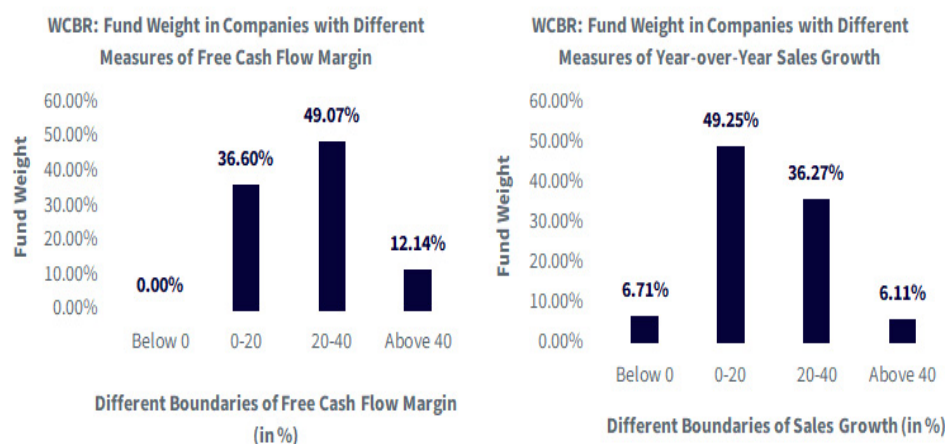 WCBR: Fund Weight in Companies with Different
Measures of Free Cash Flow Margin
60.00%
50.00%
40.00%
30.00%
20.00%
10.00%
0.00%
Fund Weight
0.00%
36.60%
49.07%
12.14%
Below 0
0-20
20-40
Above 40
Different Boundaries of Free Cash Flow Margin
(in %)
WCBR: Fund Weight in Companies with Different
Measures of Year-over-Year Sales Growth
60.00%
50.00%
40.00%
30.00%
20.00%
10.00%
0.00%
Fund Weight
6.71%
49.25%
36.27%
6.11%
Below 0
0-20
20-40
Above 40
Different Boundaries of Sales Growth (in %)